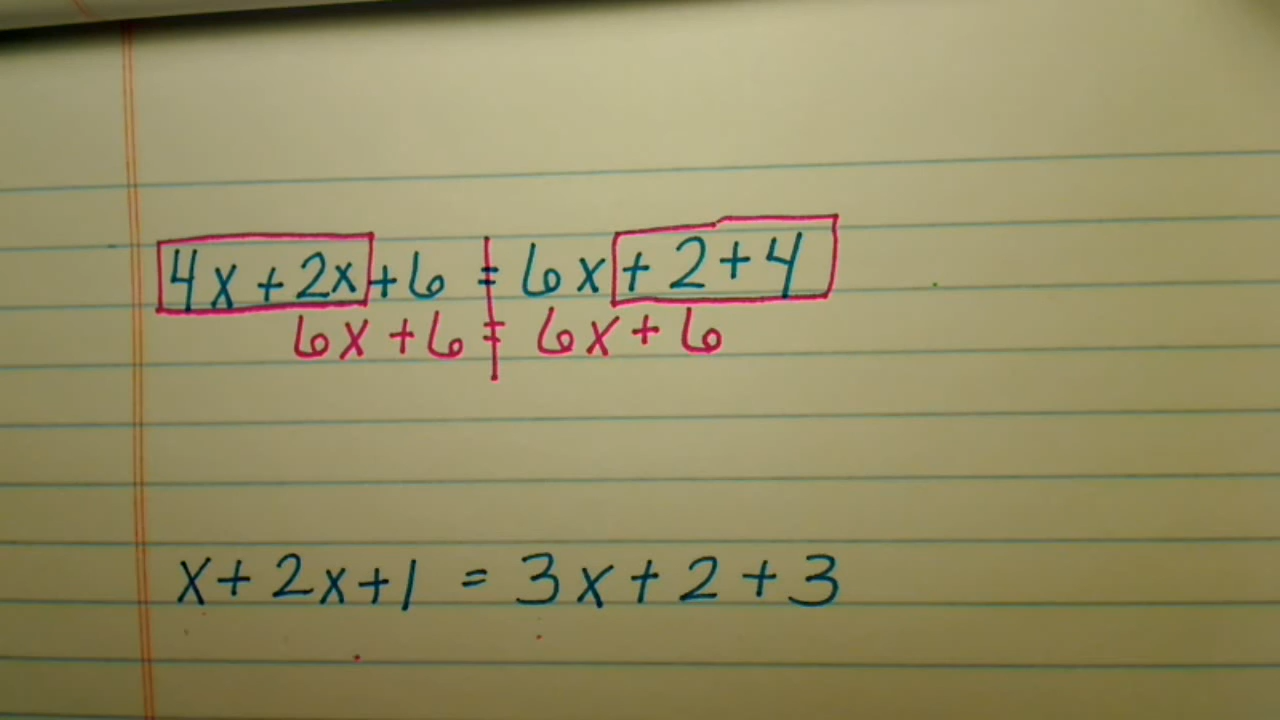 4x + 2x + 6 = 6x + 2 + 4
6x + 6 = 6x + 6
x + 2x + 1 = 3x + 2 + 3